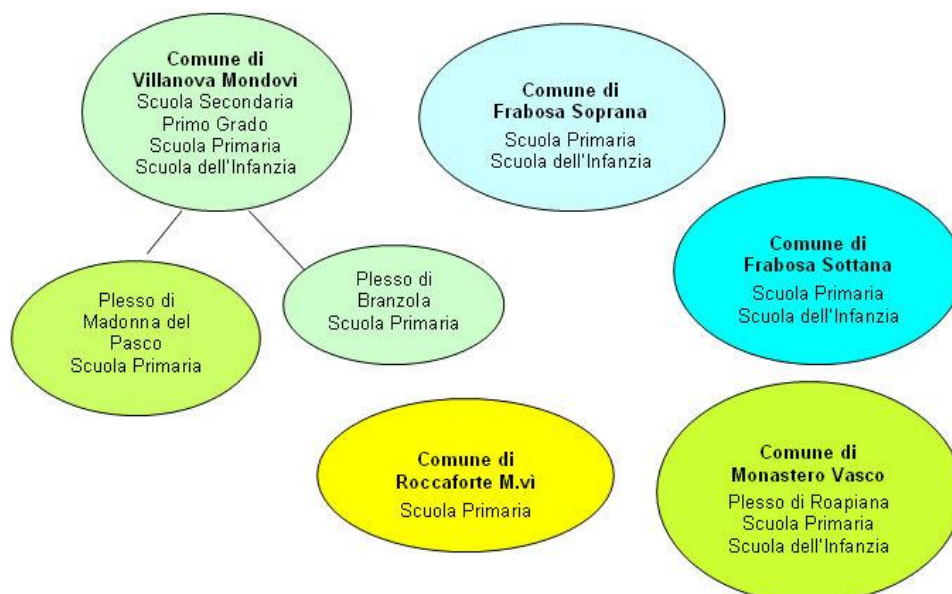 Comune di
Villanova Mondovì
Scuola Secondaria
Primo Grado
Scuola Primaria
Scuola dell'Infanzia
Comune di
Frabosa Soprana
Scuola Primaria
Scuola dell'Infanzia
Comune di
Frabosa Sottana
Scuola Primaria
Scuola dell'Infanzia
Plesso di
Madonna del
Pasco
Scuola Primaria
Plesso di
Branzola
Scuola Primaria
Comune di
Roccaforte M.vì
Scuola Primaria
Comune di
Monastero Vasco
Plesso di Roapiana
Scuola Primaria
Scuola dell'Infanzia